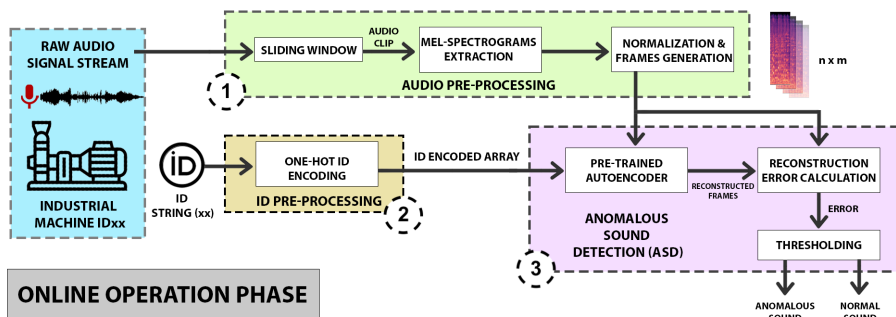 RAW AUDIO
SIGNAL STREAM
INDUSTRIAL
MACHINE IDxx
SLIDING WINDOW
AUDIO
CLIP
MEL-SPECTROGRAMS
EXTRACTION
NORMALIZATION &
FRAMES GENERATION
AUDIO PRE-PROCESSING
1
n x m
iD
ID
STRING (xx)
ONE-HOT ID
ENCODING
ID PRE-PROCESSING
2
ID ENCODED ARRAY
PRE-TRAINED
AUTOENCODER
RECONSTRUCTED
FRAMES
RECONSTRUCTION
ERROR CALCULATION
ERROR
THRESHOLDING
ANOMALOUS
SOUND
DETECTION (ASD)
3
ANOMALOUS
SOUND
NORMAL
SOUND
ONLINE OPERATION PHASE